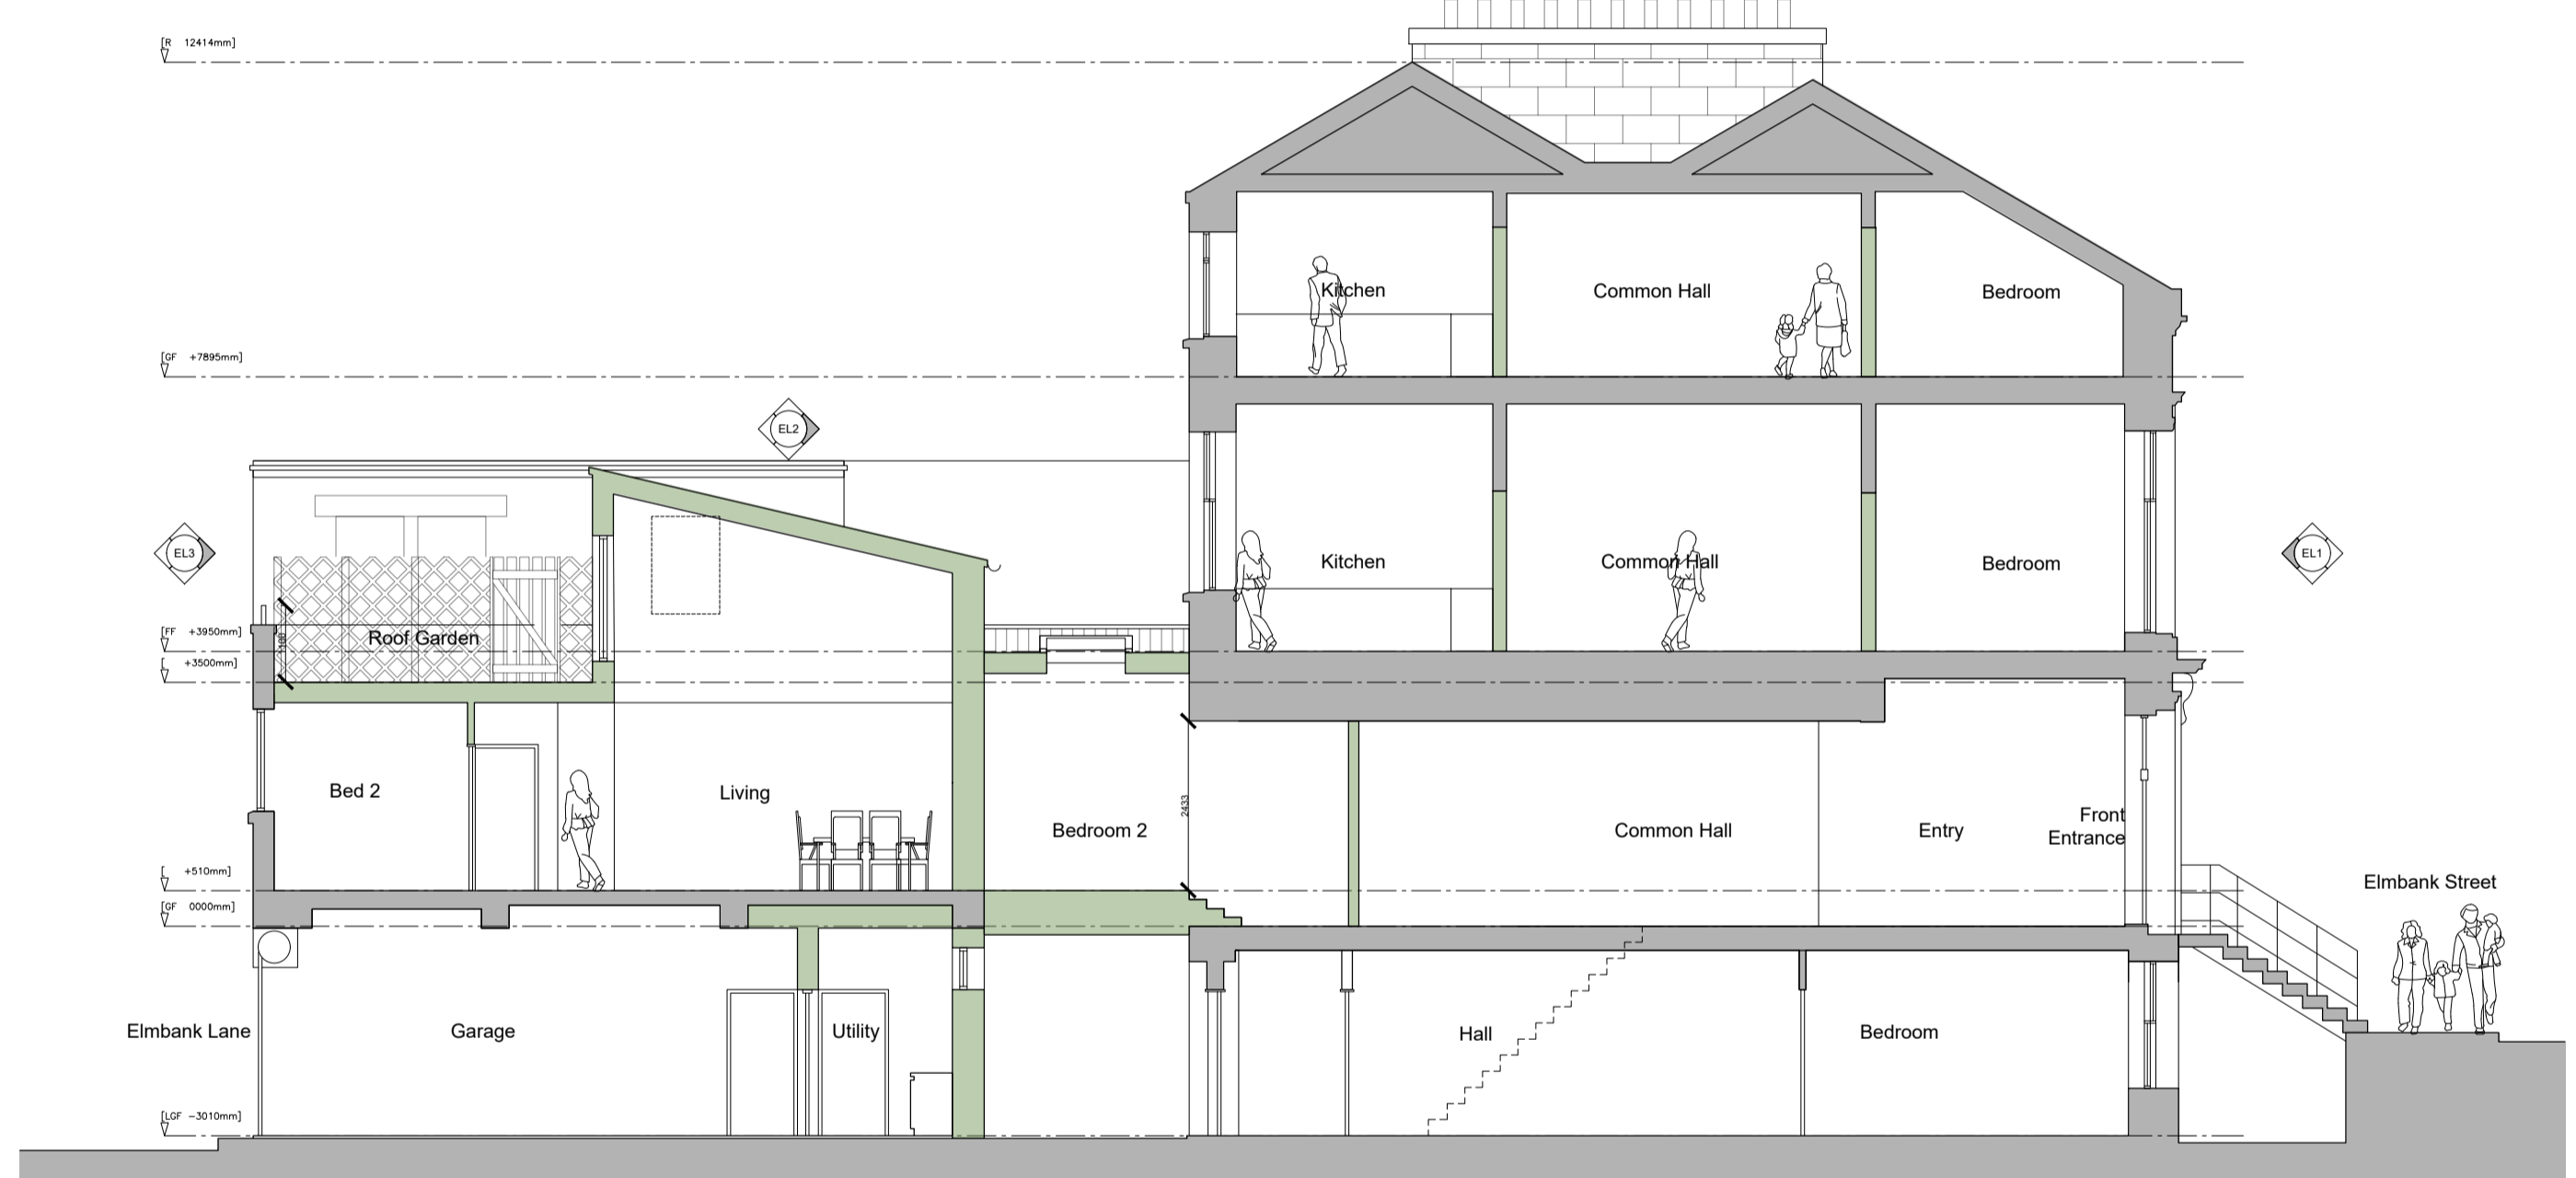 [R 12414mm]
[GF +7895mm]
EL2
EL3
EL1
Kitchen
Common Hall
Bedroom
Kitchen
Common Hall
Bedroom
[FF +3950mm]
[ +3500mm]
Roof Garden
Bed 2
Living
Bedroom 2
2433
Common Hall
Entry
Front
Entrance
[ +510mm]
[GF 0000mm]
Elmbank Street
Elmbank Lane
Garage
Utility
Hall
Bedroom
[LGF -3010mm]